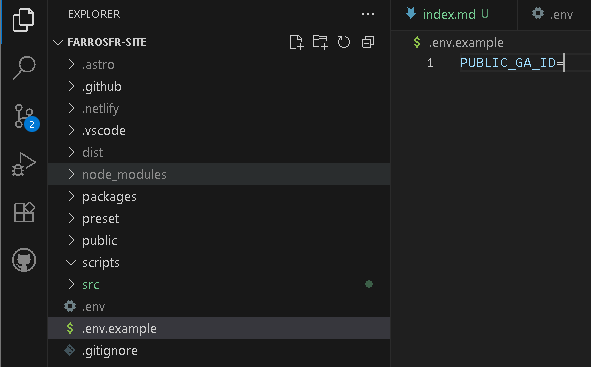 EXPLORER
FARROSFR-SITE
.astro
.github
.netlify
.vscode
dist
node_modules
packages
preset
public
scripts
src
.env
$ .env.example
.gitignore
2
index.md U
.env
$ .env.example
1 PUBLIC_GA_ID=